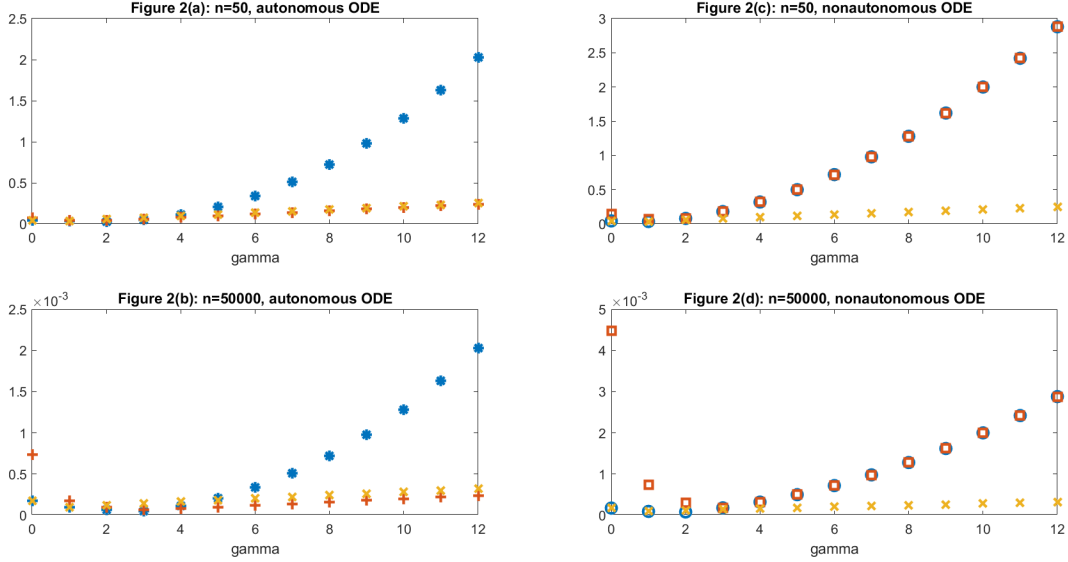 Figure 2(a): n=50, autonomous ODE
2.5
2
1.5
1
0.5
0
0 2 4 6 8 10 12
gamma
Figure 2(c): n=50, nonautonomous ODE
3
2.5
2
1.5
1
0.5
0
0 2 4 6 8 10 12
gamma
×10⁻³
Figure 2(b): n=50000, autonomous ODE
2.5
2
1.5
1
0.5
0
0 2 4 6 8 10 12
gamma
×10⁻³
Figure 2(d): n=50000, nonautonomous ODE
5
4
3
2
1
0
0 2 4 6 8 10 12
gamma